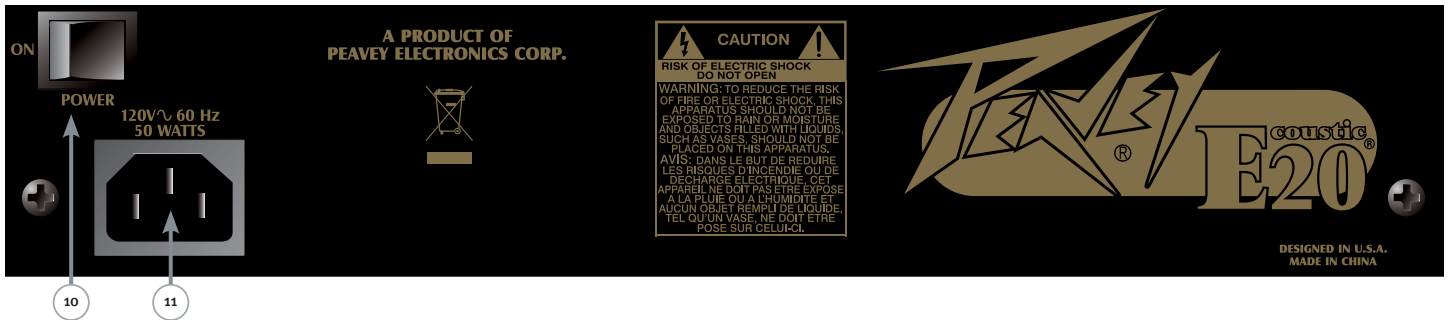 ON
POWER
120V∿ 60 Hz
50 WATTS
A PRODUCT OF
PEAVEY ELECTRONICS CORP.
CAUTION
RISK OF ELECTRIC SHOCK
DO NOT OPEN
WARNING: TO REDUCE THE RISK
OF FIRE OR ELECTRIC SHOCK, THIS
APPARATUS SHOULD NOT BE
EXPOSED TO RAIN OR MOISTURE
AND OBJECTS FILLED WITH LIQUIDS,
SUCH AS VASES, SHOULD NOT BE
PLACED ON THIS APPARATUS.
AVIS: DANS LE BUT DE REDUIRE
LES RISQUES D'INCENDIE OU DE
DECHARGE ELECTRIQUE, CET
APPAREIL NE DOIT PAS ETRE EXPOSE
A LA PLUIE OU A L'HUMIDITE ET
AUCUN OBJET REMPLI DE LIQUIDE,
TEL QU'UN VASE, NE DOIT ETRE
POSE SUR CELUI-CI.
PEAVEY®
Ecoustic®
E20
DESIGNED IN U.S.A.
MADE IN CHINA
10
11